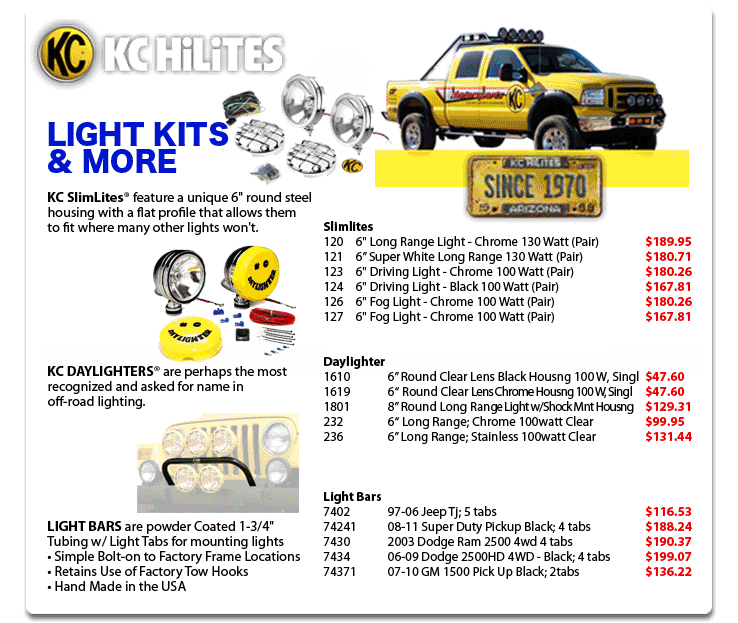 KC KC HiLiTES
LIGHT KITS
& MORE
KC HILITES
SINCE 1970
ARIZONA
KC SlimLites® feature a unique 6" round steel
housing with a flat profile that allows them
to fit where many other lights won't.
Slimlites
120 6" Long Range Light - Chrome 130 Watt (Pair) $189.95
121 6” Super White Long Range 130 Watt (Pair) $180.71
123 6" Driving Light - Chrome 100 Watt (Pair) $180.26
124 6" Driving Light - Black 100 Watt (Pair) $167.81
126 6" Fog Light - Chrome 100 Watt (Pair) $180.26
127 6" Fog Light - Chrome 100 Watt (Pair) $167.81
DAYLIGHTER
DAYLIGHTER
KC DAYLIGHTERS® are perhaps the most
recognized and asked for name in
off-road lighting.
Daylighter
1610 6” Round Clear Lens Black Housng 100 W, Singl $47.60
1619 6” Round Clear Lens Chrome Housng 100 W, Singl $47.60
1801 8” Round Long Range Light w/Shock Mnt Housng $129.31
232 6” Long Range; Chrome 100watt Clear $99.95
236 6” Long Range; Stainless 100watt Clear $131.44
LIGHT BARS are powder Coated 1-3/4"
Tubing w/ Light Tabs for mounting lights
• Simple Bolt-on to Factory Frame Locations
• Retains Use of Factory Tow Hooks
• Hand Made in the USA
Light Bars
7402 97-06 Jeep Tj; 5 tabs $116.53
74241 08-11 Super Duty Pickup Black; 4 tabs $188.24
7430 2003 Dodge Ram 2500 4wd 4 tabs $190.37
7434 06-09 Dodge 2500HD 4WD - Black; 4 tabs $199.07
74371 07-10 GM 1500 Pick Up Black; 2tabs $136.22